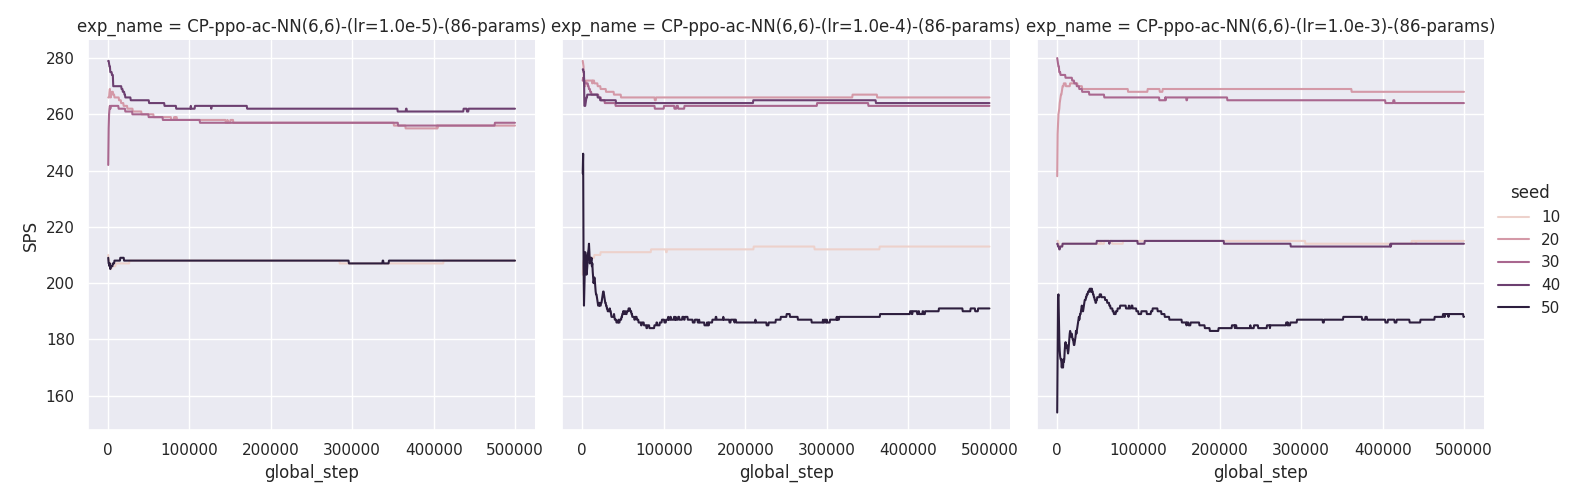 exp_name = CP-ppo-ac-NN(6,6)-(lr=1.0e-5)-(86-params)
exp_name = CP-ppo-ac-NN(6,6)-(lr=1.0e-4)-(86-params)
exp_name = CP-ppo-ac-NN(6,6)-(lr=1.0e-3)-(86-params)
280
260
240
220
200
180
160
SPS
0 100000 200000 300000 400000 500000
0 100000 200000 300000 400000 500000
0 100000 200000 300000 400000 500000
global_step
global_step
global_step
seed
10
20
30
40
50